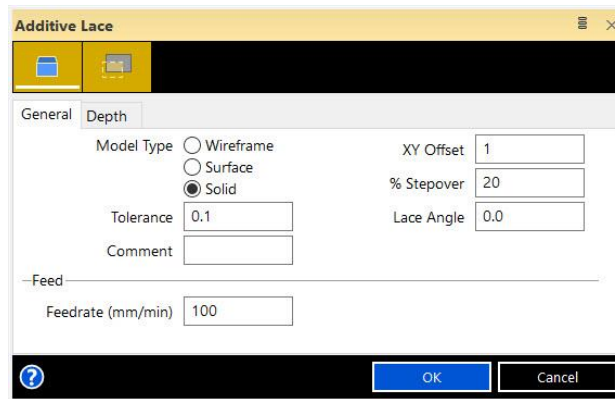 Additive Lace
General Depth
Model Type Wireframe XY Offset 1
Surface % Stepover 20
Solid
Tolerance 0.1 Lace Angle 0.0
Comment
Feed
Feedrate (mm/min) 100
? OK Cancel